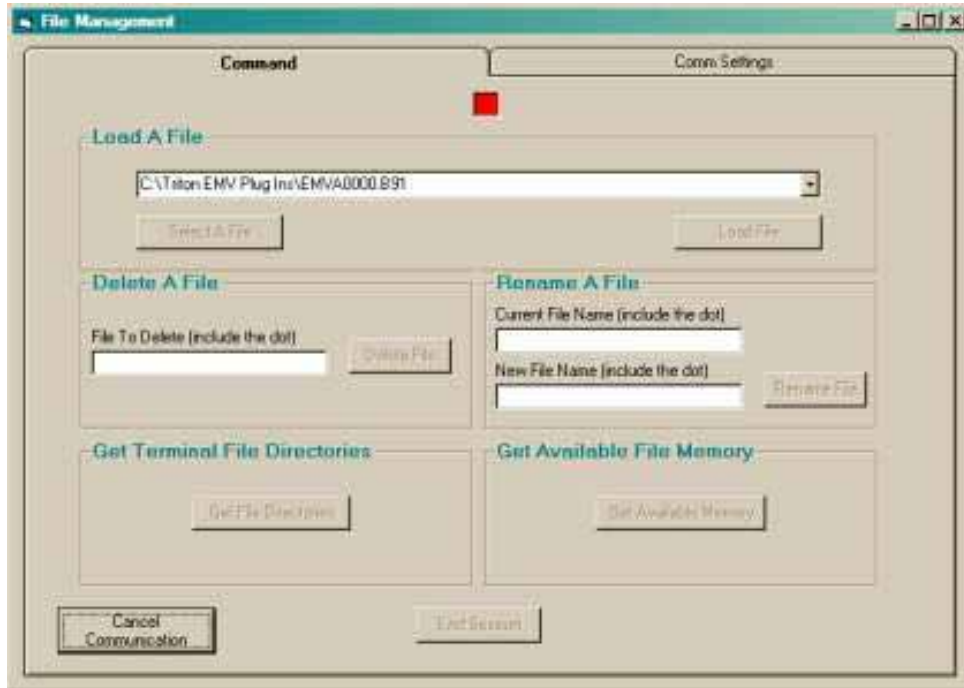 File Management
Command
Comm Settings
Load A File
C:\Triton EMV Plug Ins\EMVA0000.B91
Select A File
Load File
Delete A File
File To Delete (include the dot)
Delete File
Rename A File
Current File Name (include the dot)
New File Name (include the dot)
Rename File
Get Terminal File Directories
Get File Directories
Get Available File Memory
Get Available Memory
Cancel
Communication
End Session